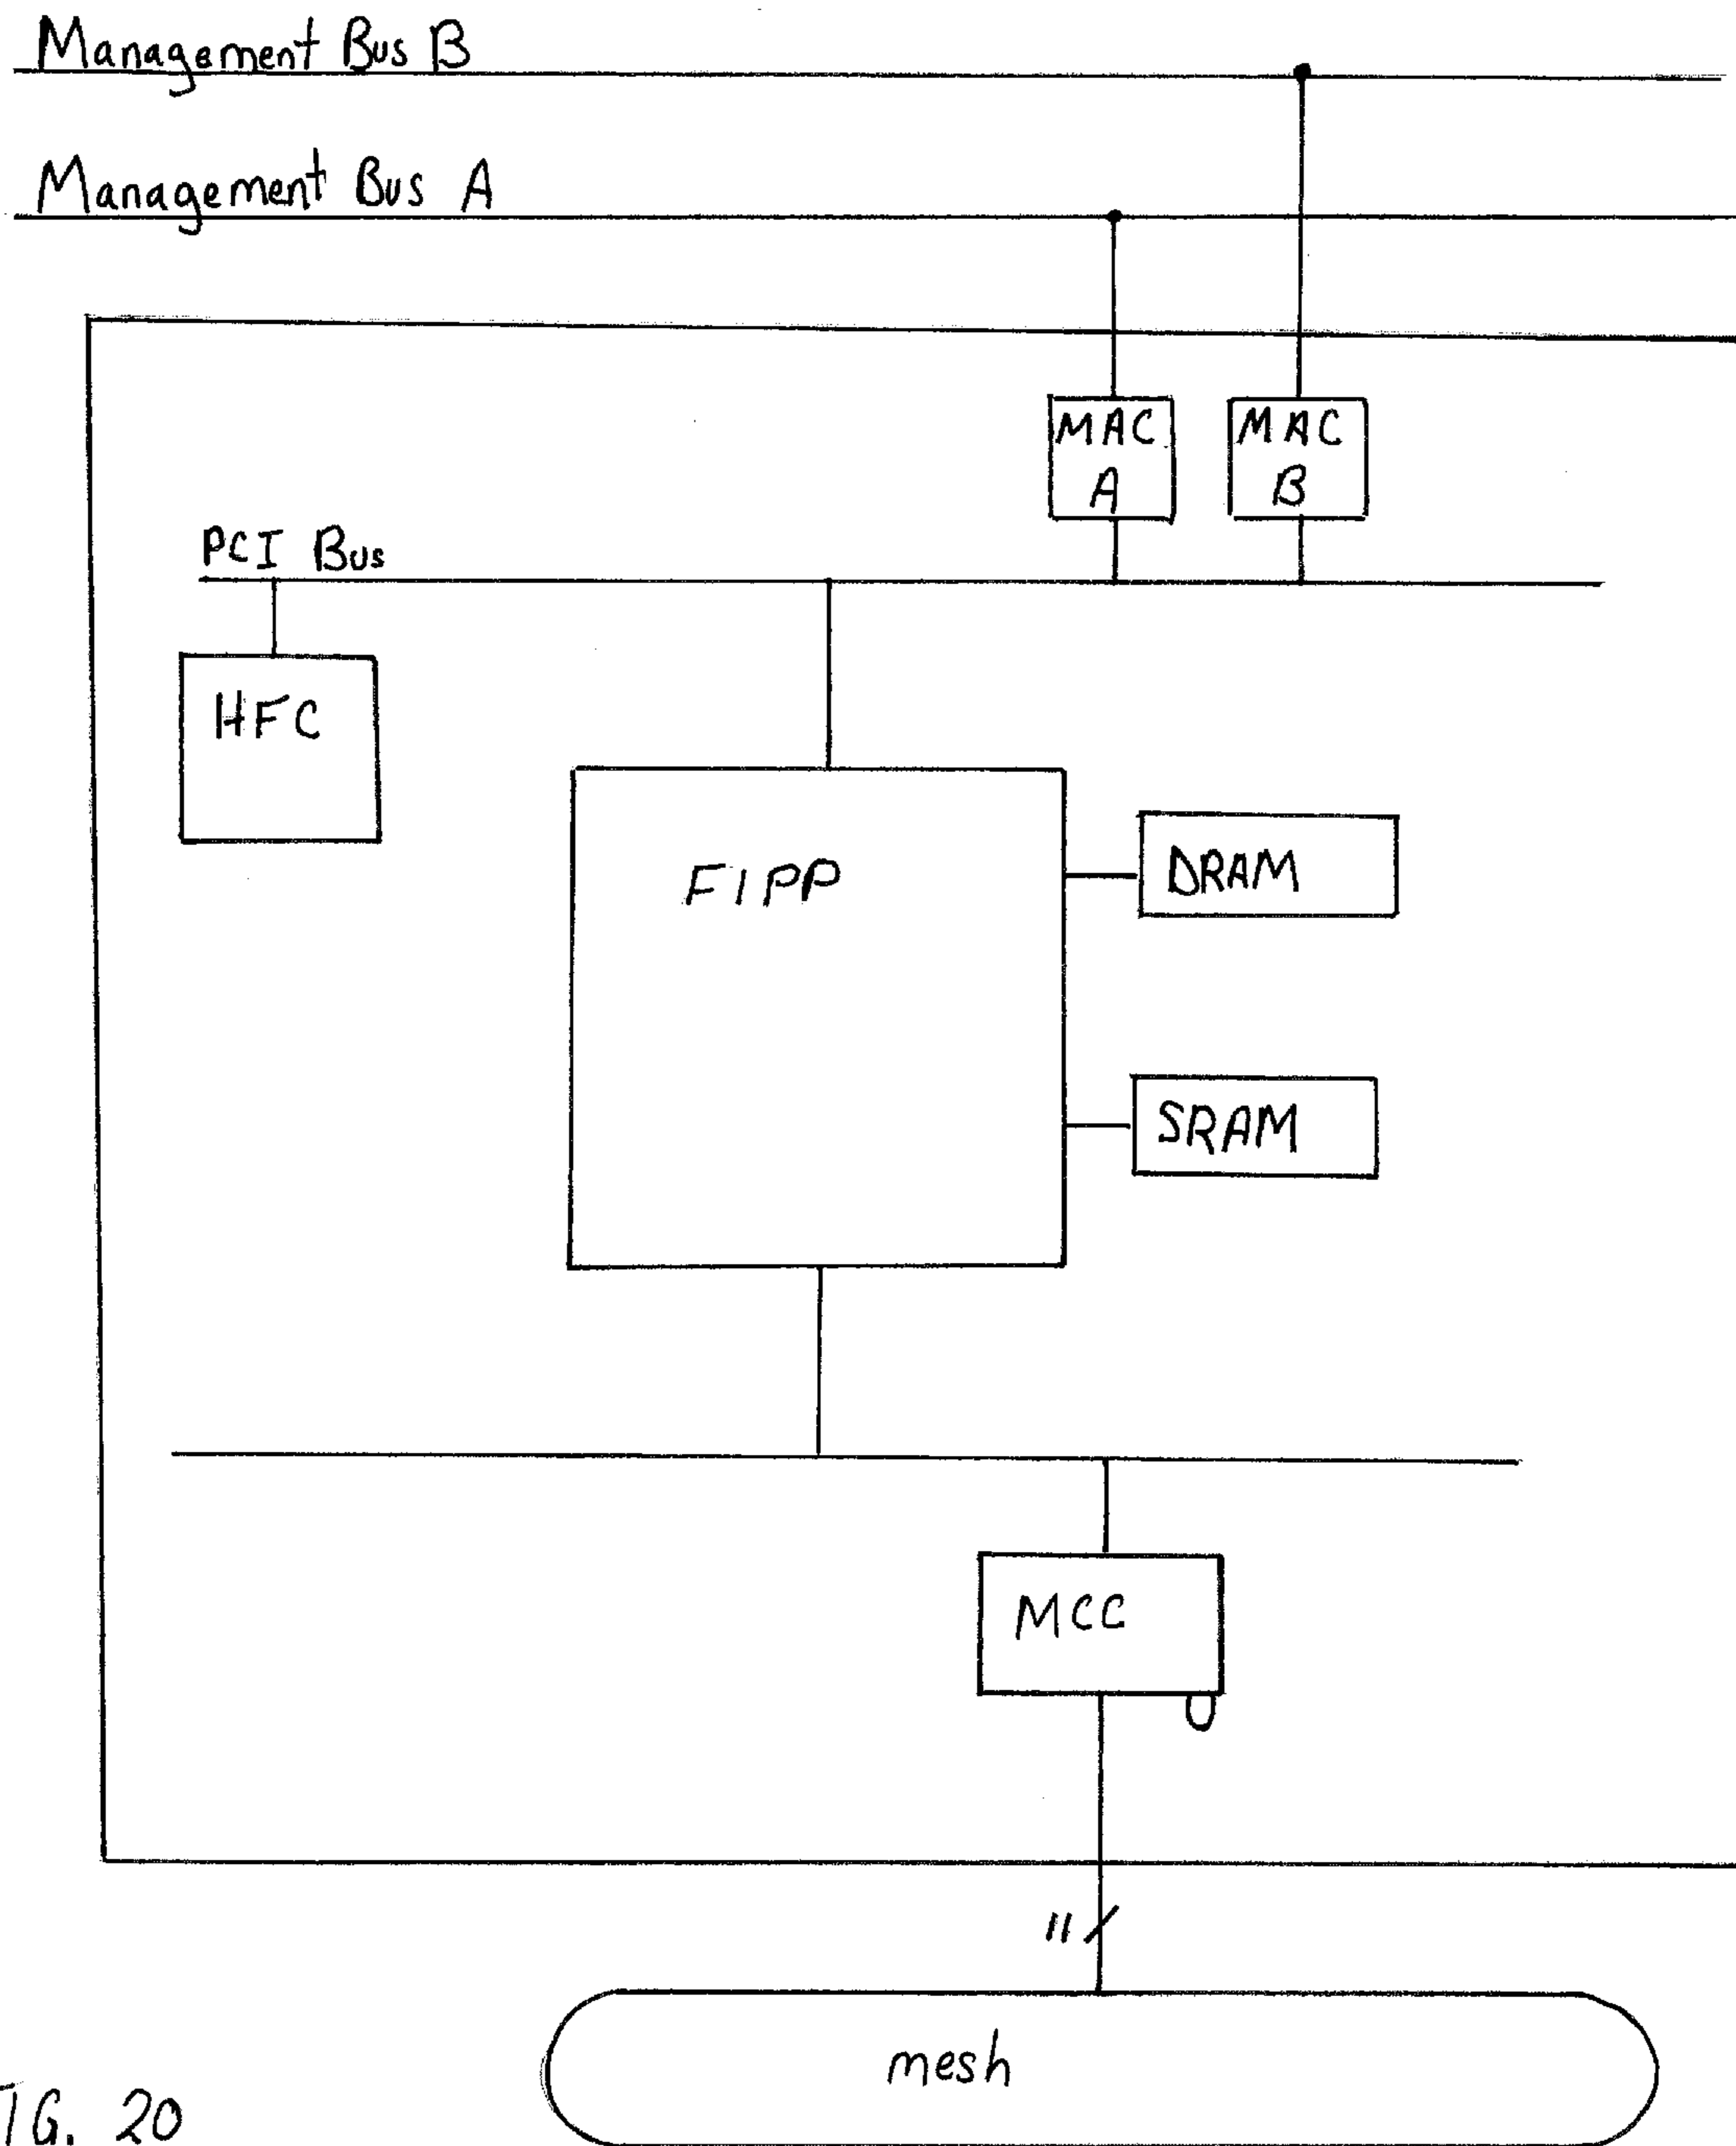 Management Bus B
Management Bus A
MAC
A
MAC
B
PCI Bus
HFC
FIPP
DRAM
SRAM
MCC
11
mesh
IG. 20